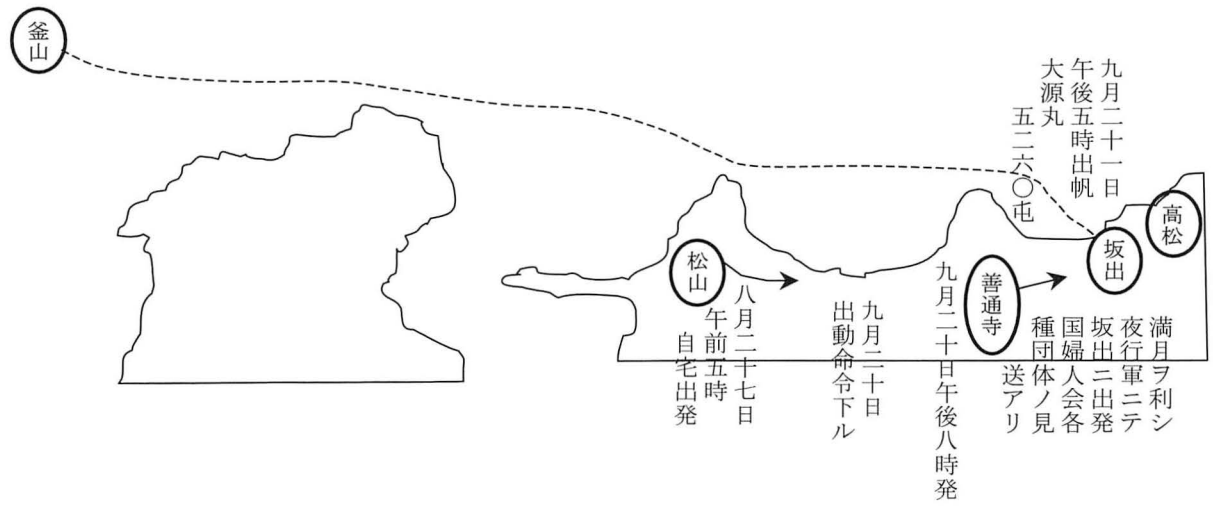 釜山
九月二十一日
午後五時出帆
大源丸
五二六〇屯
高松
坂出
善通寺
松山
満月ヲ利シ
夜行軍ニテ
坂出ニ出発
国婦人会各
種団体ノ見
送アリ
九月二十日午後八時発
九月二十日
出動命令下ル
八月二十七日
午前五時
自宅出発